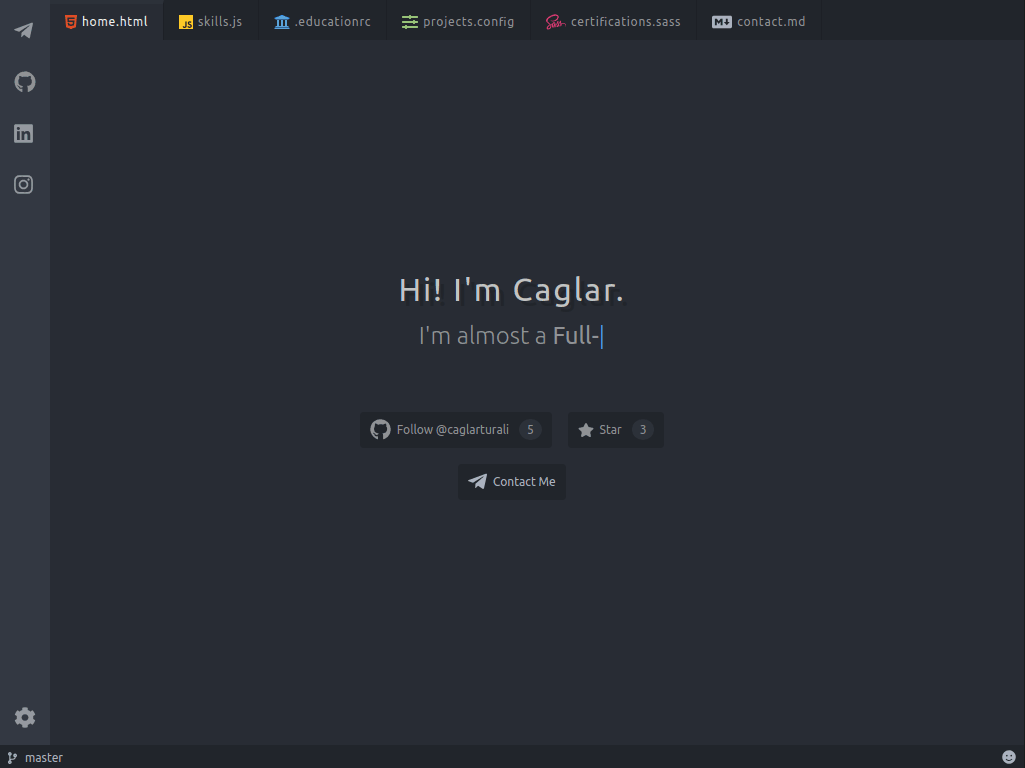 home.html
skills.js
.educationrc
projects.config
certifications.sass
contact.md
Hi! I'm Caglar.
I'm almost a Full-|
Follow @caglarturali 5
Star 3
Contact Me
master